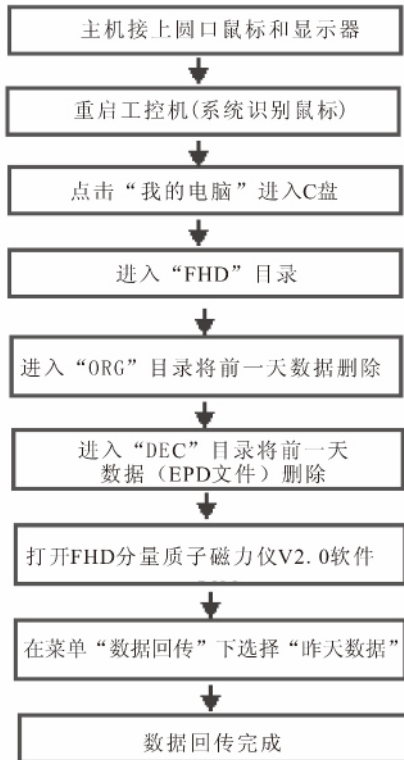 主机接上圆口鼠标和显示器
重启工控机(系统识别鼠标)
点击“我的电脑”进入C盘
进入“FHD”目录
进入“ORG”目录将前一天数据删除
进入“DEC”目录将前一天
数据（EPD文件）删除
打开FHD分量质子磁力仪V2.0软件
在菜单“数据回传”下选择“昨天数据”
数据回传完成